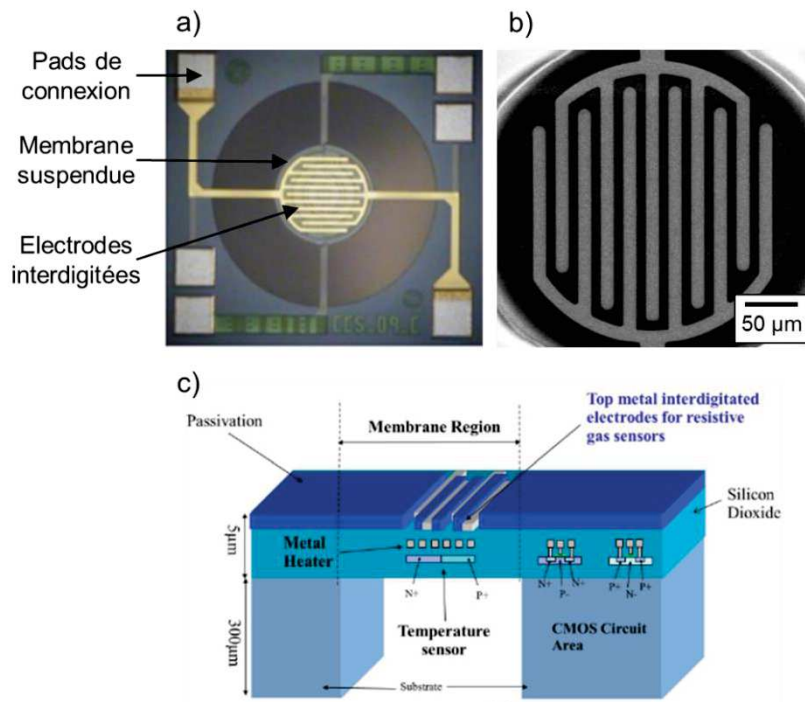 a)
b)
Pads de
connexion
Membrane
suspendue
Electrodes
interdigitées
CCS.09.C
50 µm
c)
Top metal interdigitated
electrodes for resistive
gas sensors
Passivation
Membrane Region
Silicon
Dioxide
5µm
Metal
Heater
N+
P+
N+
P-
N+
P+
N-
P+
300µm
Temperature
sensor
CMOS Circuit
Area
Substrate